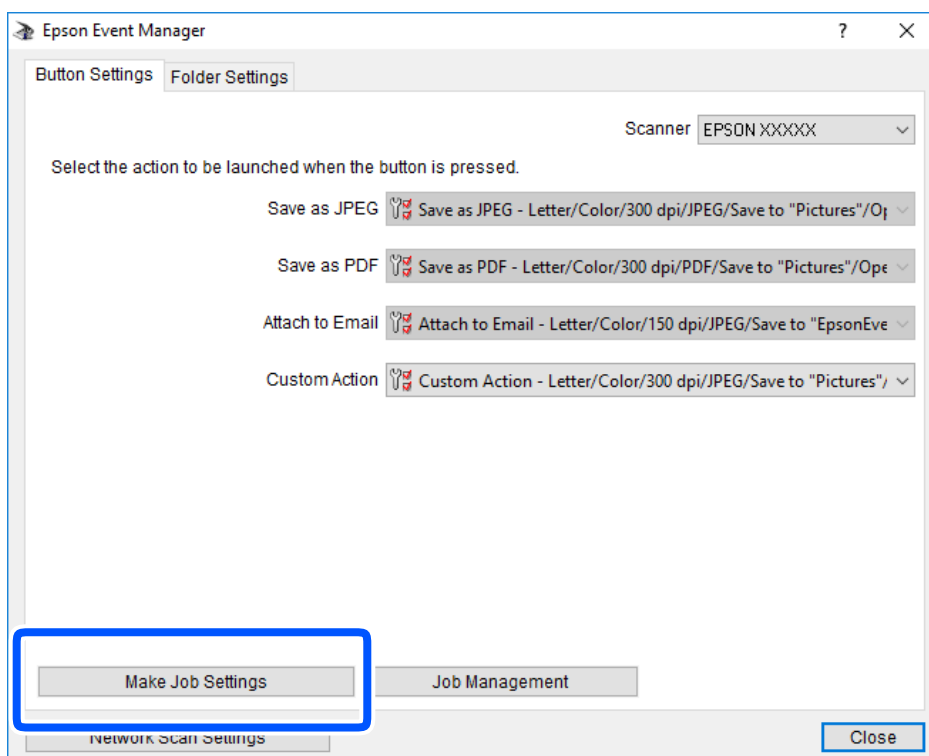 Epson Event Manager
Button Settings
Folder Settings
Scanner EPSON XXXXX
Select the action to be launched when the button is pressed.
Save as JPEG Save as JPEG - Letter/Color/300 dpi/JPEG/Save to "Pictures"/Op
Save as PDF Save as PDF - Letter/Color/300 dpi/PDF/Save to "Pictures"/Ope
Attach to Email Attach to Email - Letter/Color/150 dpi/JPEG/Save to "EpsonEve
Custom Action Custom Action - Letter/Color/300 dpi/JPEG/Save to "Pictures"/
Make Job Settings
Job Management
Network Scan Settings
Close